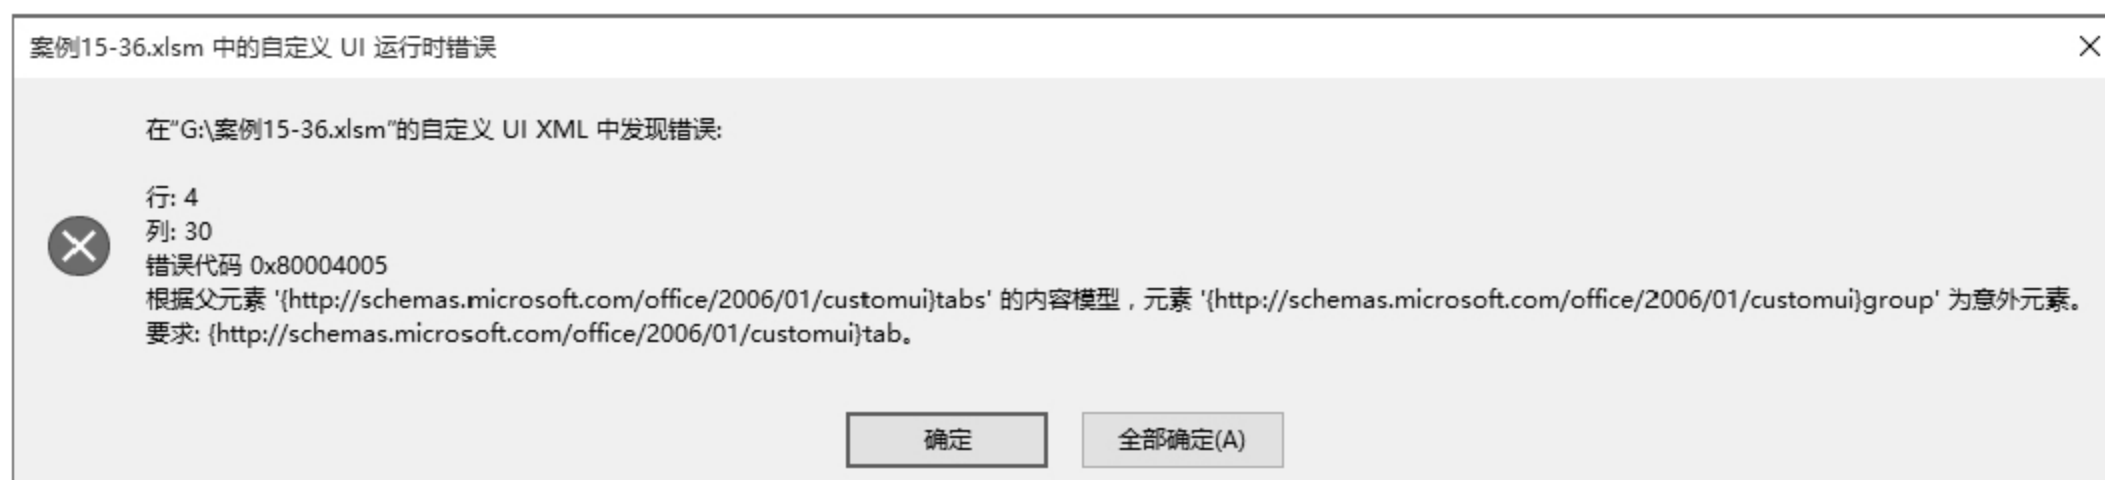 案例15-36.xlsm 中的自定义 UI 运行时错误
在"G:\案例15-36.xlsm"的自定义 UI XML 中发现错误:
行: 4
列: 30
错误代码 0x80004005
根据父元素 '{http://schemas.microsoft.com/office/2006/01/customui}tabs' 的内容模型，元素 '{http://schemas.microsoft.com/office/2006/01/customui}group' 为意外元素。
要求: {http://schemas.microsoft.com/office/2006/01/customui}tab。
确定
全部确定(A)